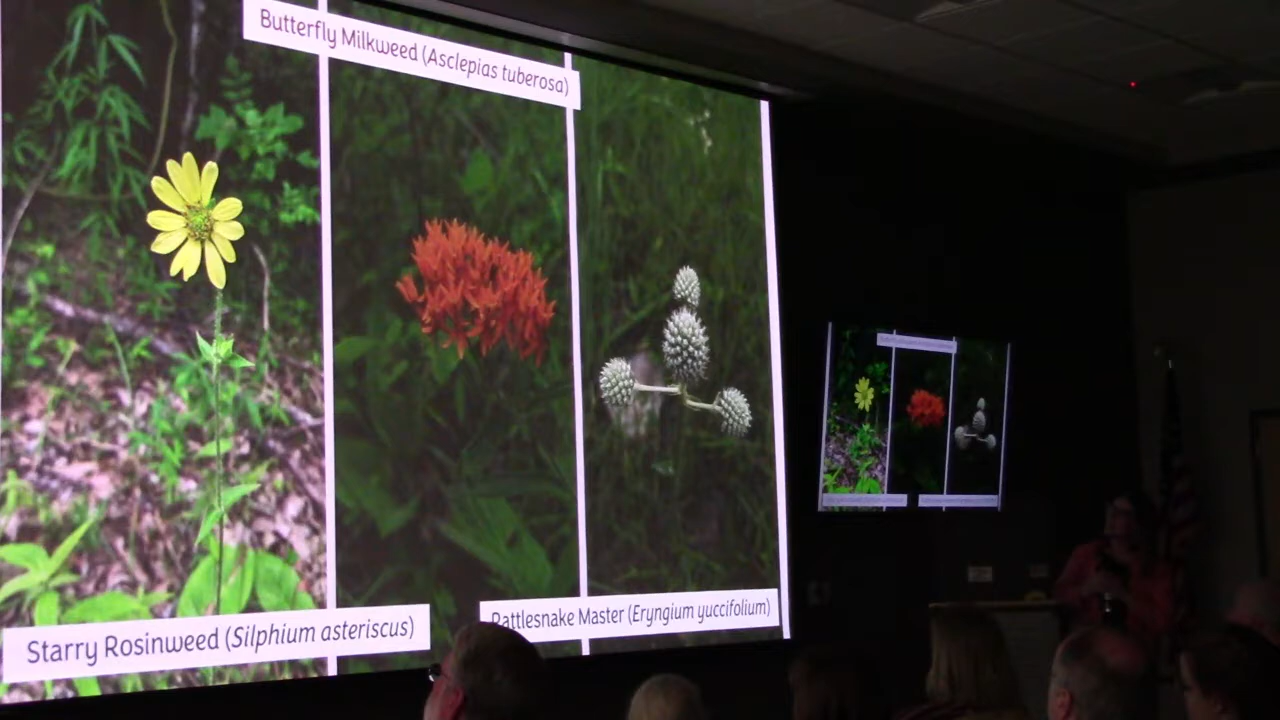 Butterfly Milkweed (Asclepias tuberosa)
Starry Rosinweed (Silphium asteriscus)
Rattlesnake Master (Eryngium yuccifolium)